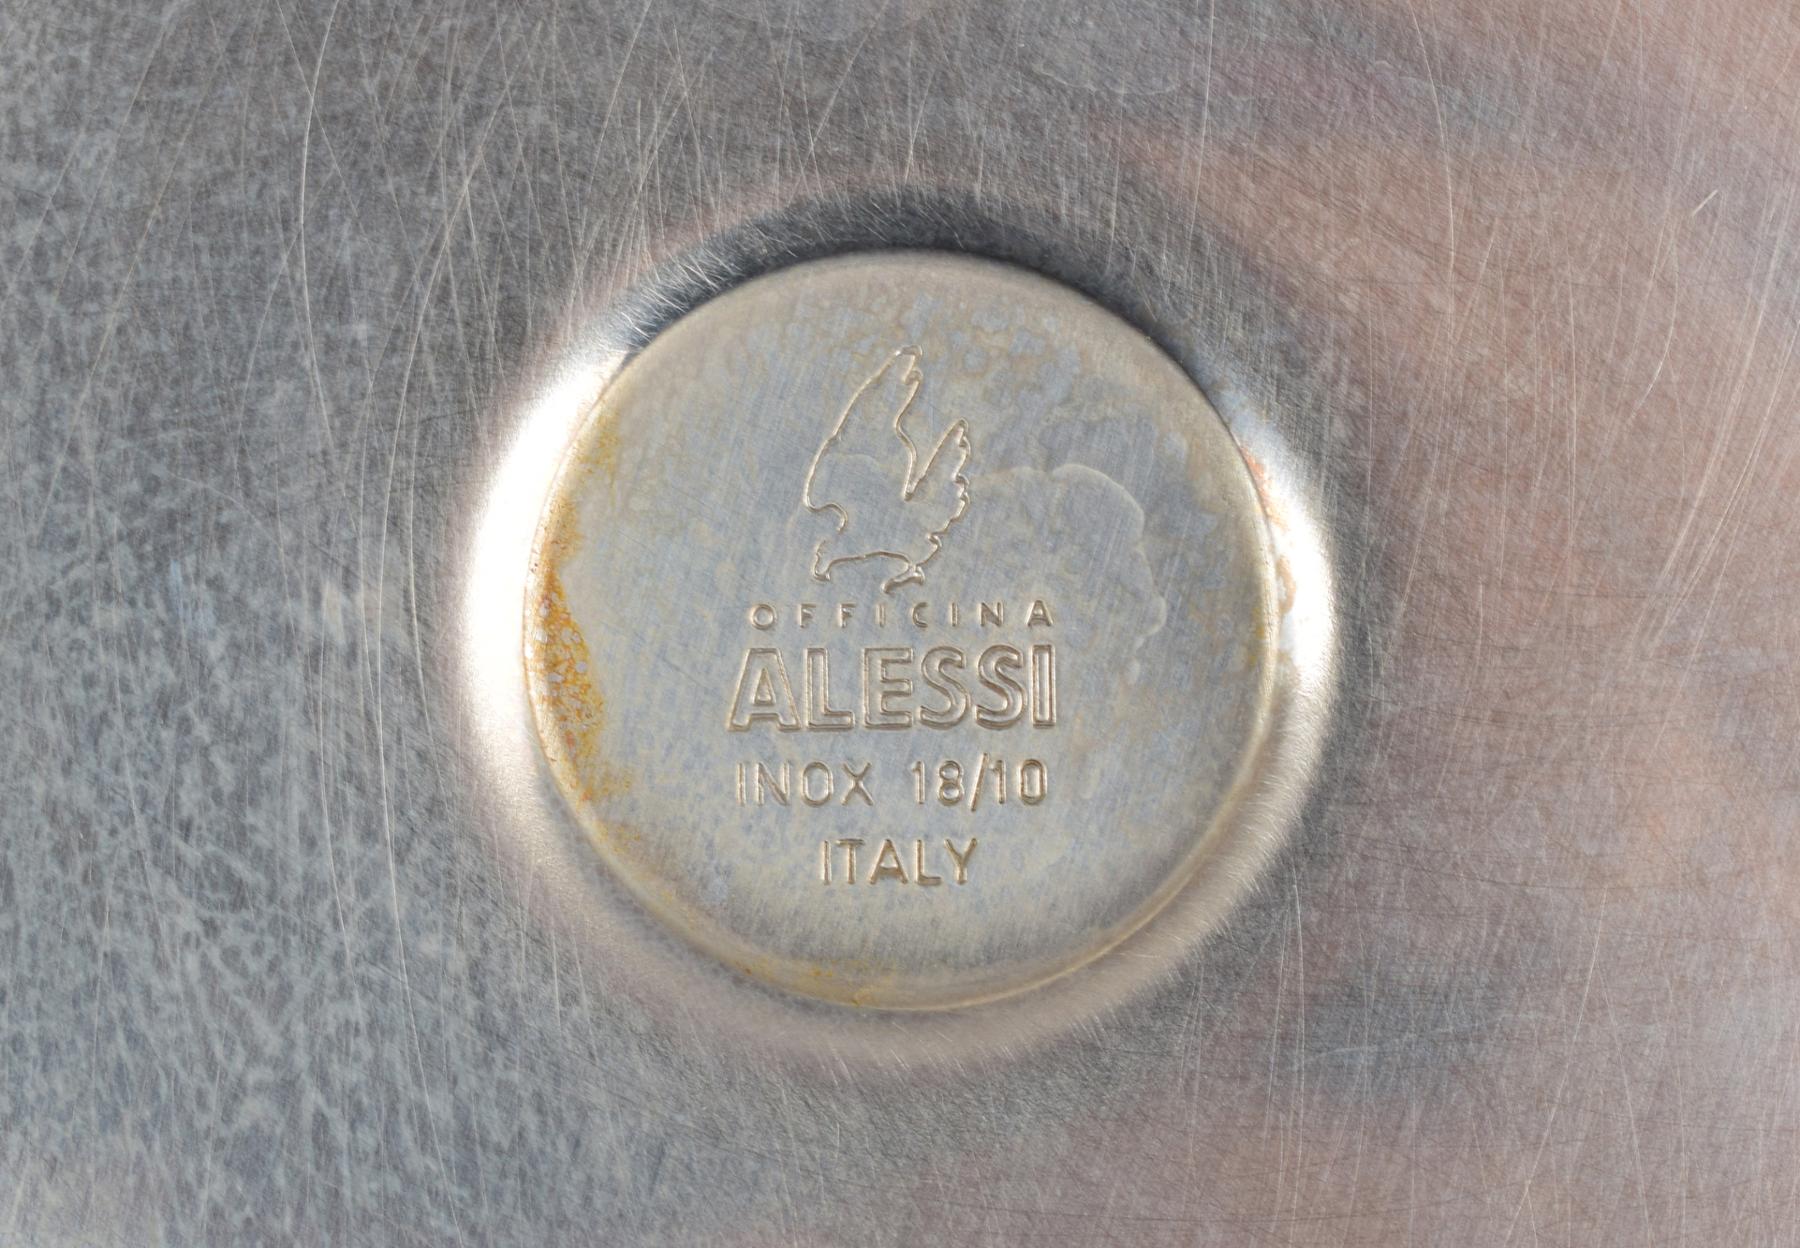 OFFICINA
ALESSI
INOX 18/10
ITALY